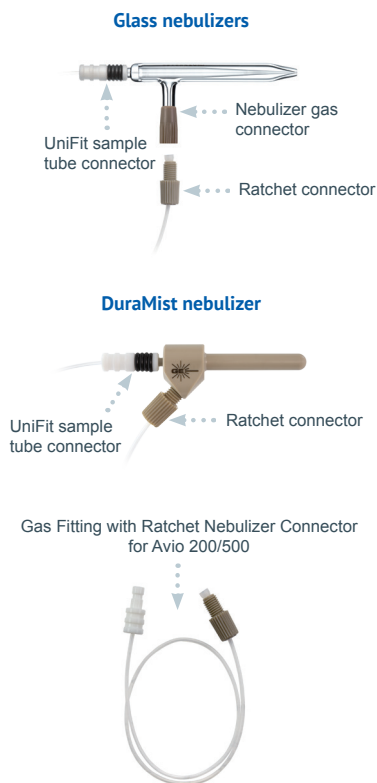 Glass nebulizers
Nebulizer gas
connector
UniFit sample
tube connector
Ratchet connector
DuraMist nebulizer
GE
UniFit sample
tube connector
Ratchet connector
Gas Fitting with Ratchet Nebulizer Connector
for Avio 200/500